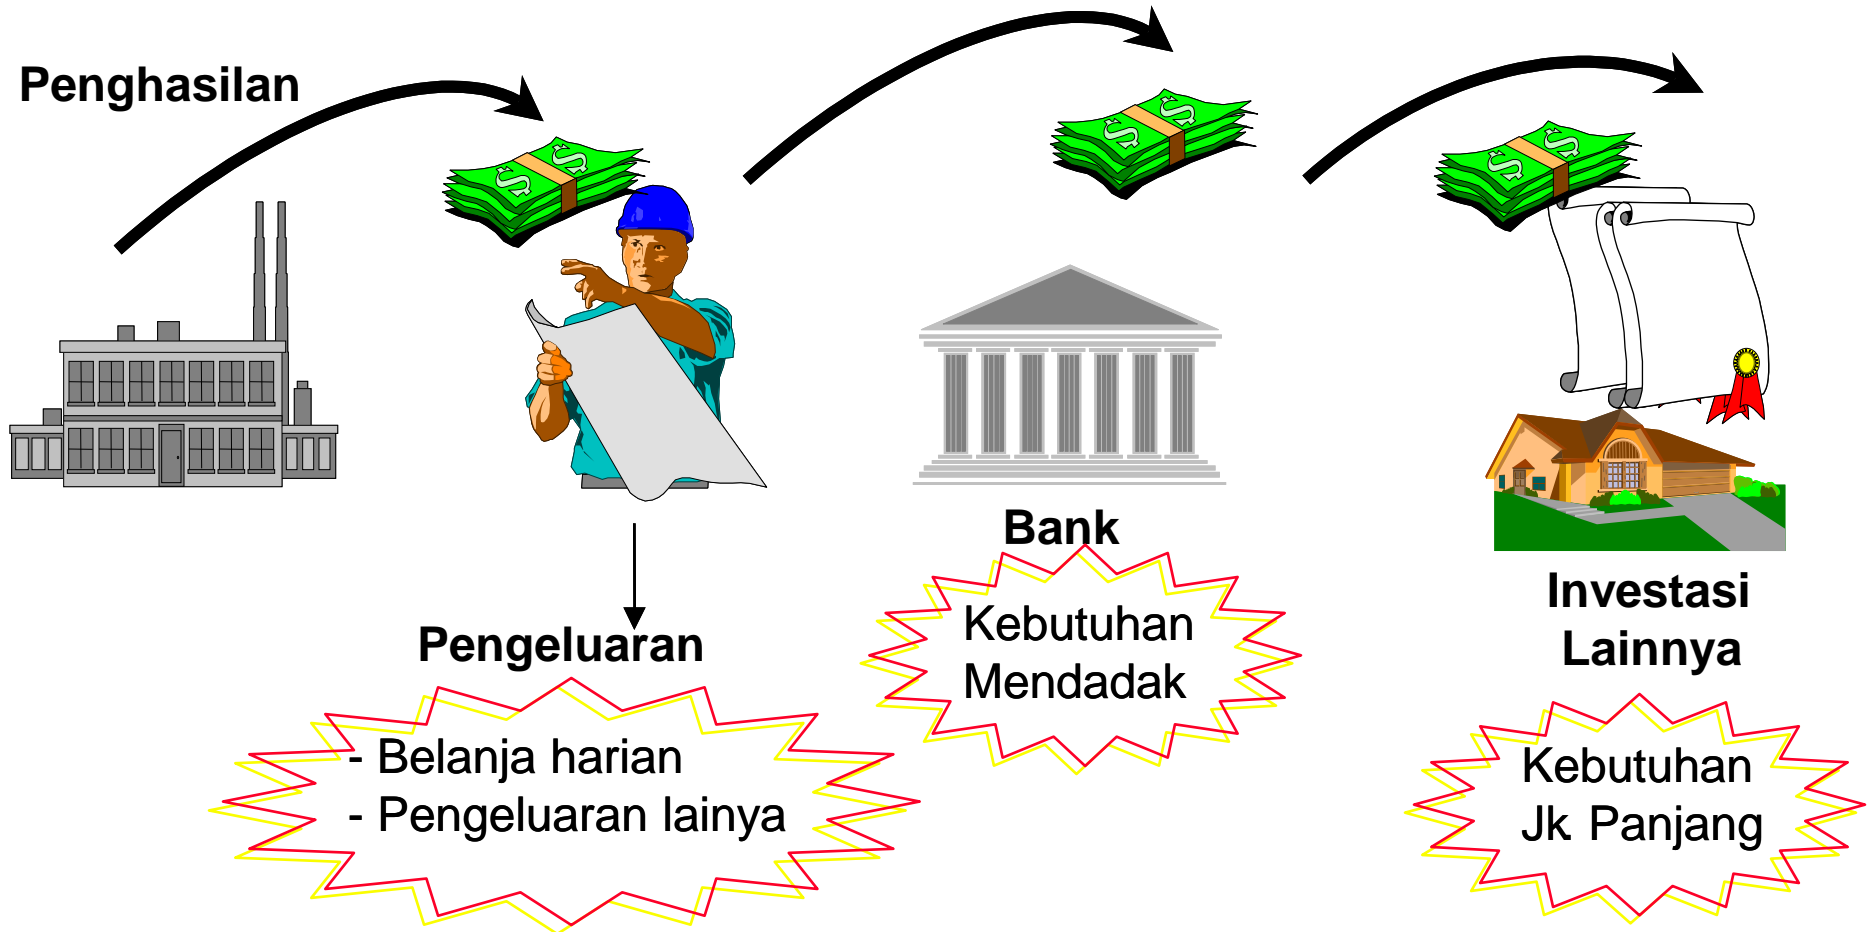 Penghasilan
Pengeluaran
- Belanja harian
- Pengeluaran lainya
Bank
Kebutuhan
Mendadak
Investasi
Lainnya
Kebutuhan
Jk. Panjang